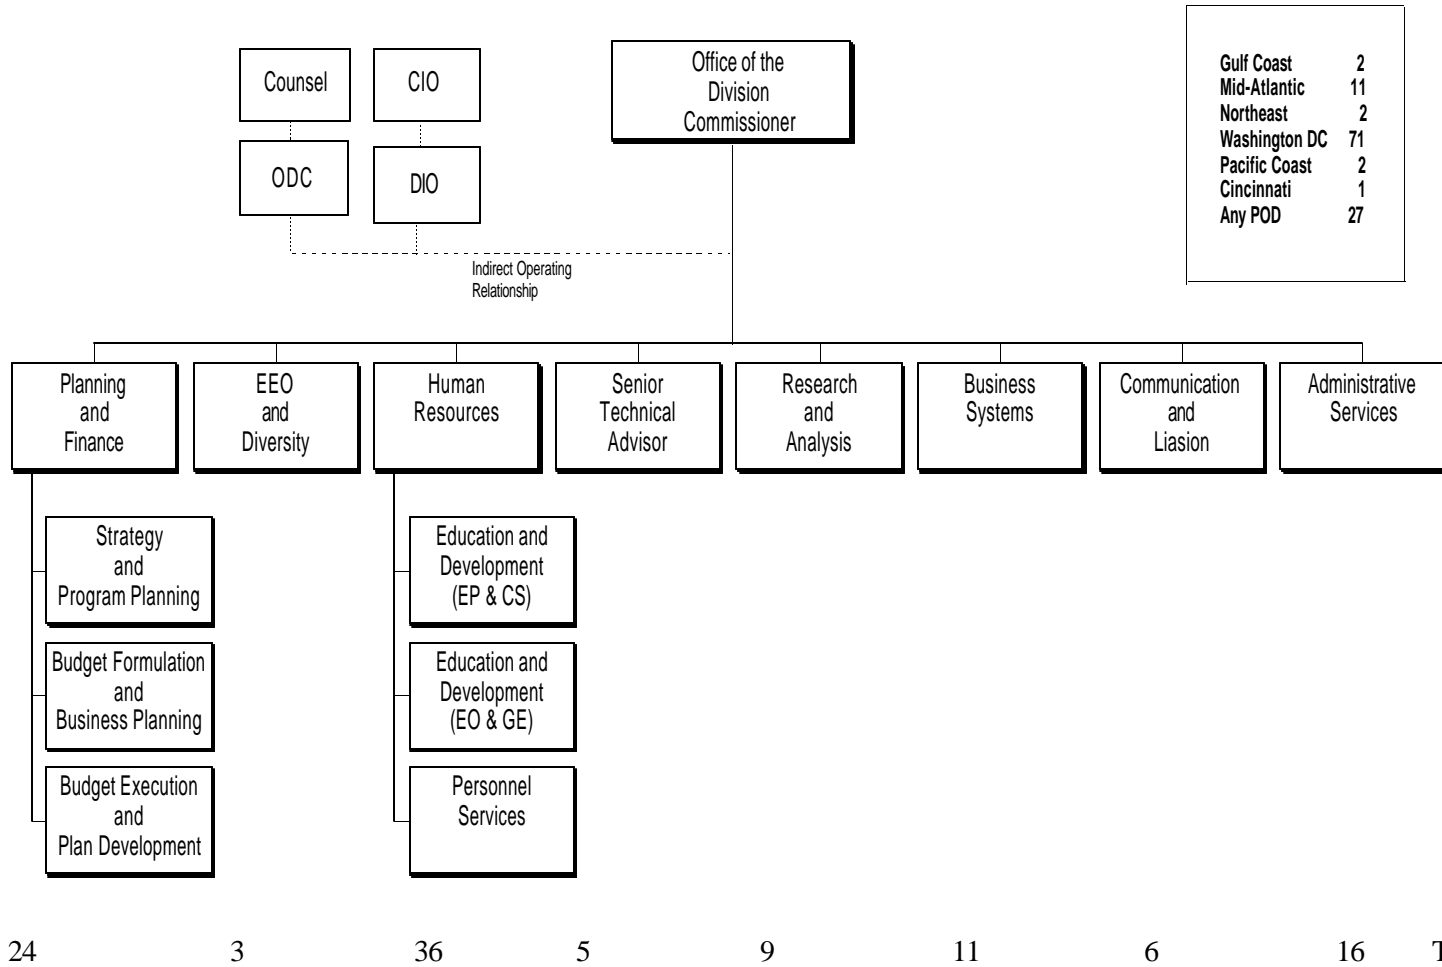 Counsel
CIO
Office of the
Division
Commissioner
ODC
DIO
Indirect Operating
Relationship
Gulf Coast 2
Mid-Atlantic 11
Northeast 2
Washington DC 71
Pacific Coast 2
Cincinnati 1
Any POD 27
Planning
and
Finance
EEO
and
Diversity
Human
Resources
Senior
Technical
Advisor
Research
and
Analysis
Business
Systems
Communication
and
Liasion
Administrative
Services
Strategy
and
Program Planning
Budget Formulation
and
Business Planning
Budget Execution
and
Plan Development
Education and
Development
(EP & CS)
Education and
Development
(EO & GE)
Personnel
Services
24 3 36 5 9 11 6 16